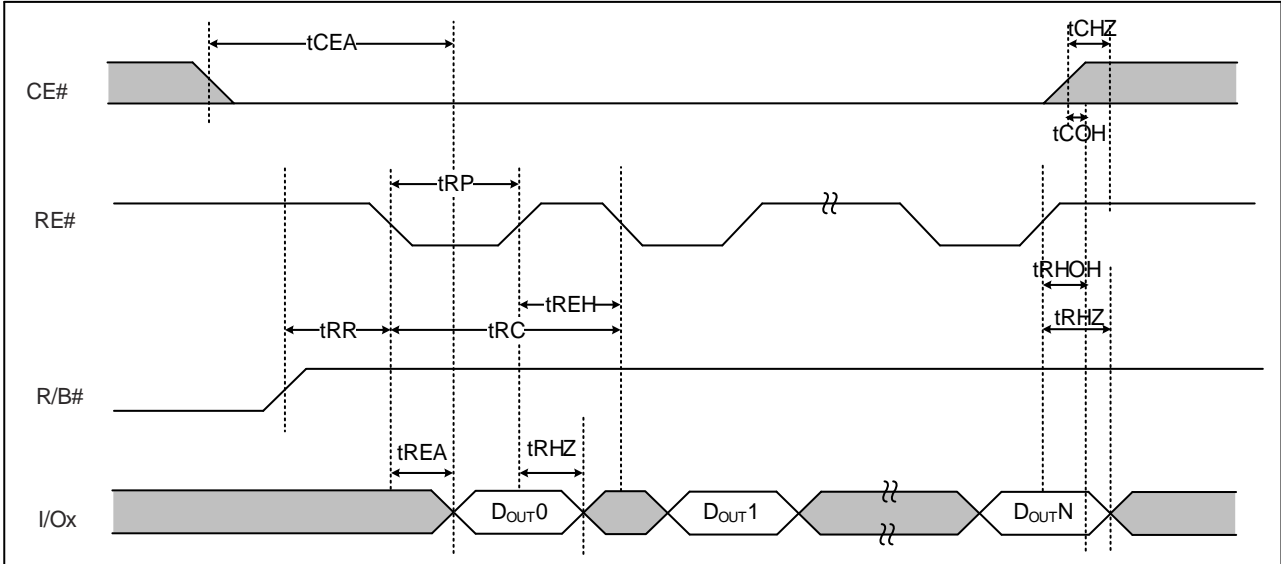 tCEA
tCHZ
CE#
tCOH
tRP
RE#
tRHOH
tREH
tRHZ
tRR
tRC
R/B#
tREA
tRHZ
I/Ox
DOUT0
DOUT1
DOUTN